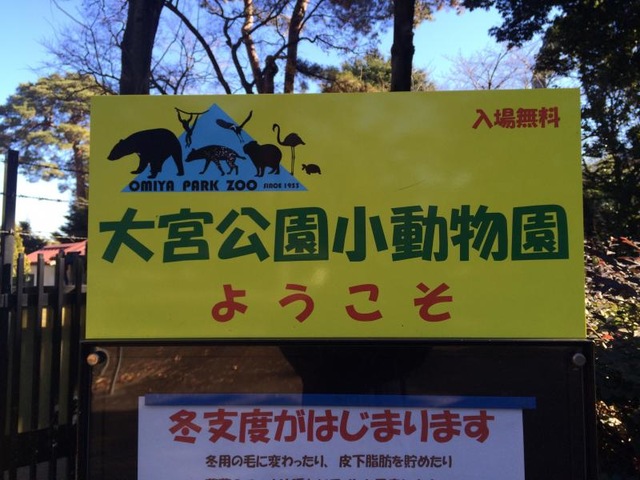 入場無料
OMIYA PARK ZOO SINCE 1953
大宮公園小動物園
ようこそ
冬支度がはじまります
冬用の毛に変わったり、皮下脂肪を貯めたり